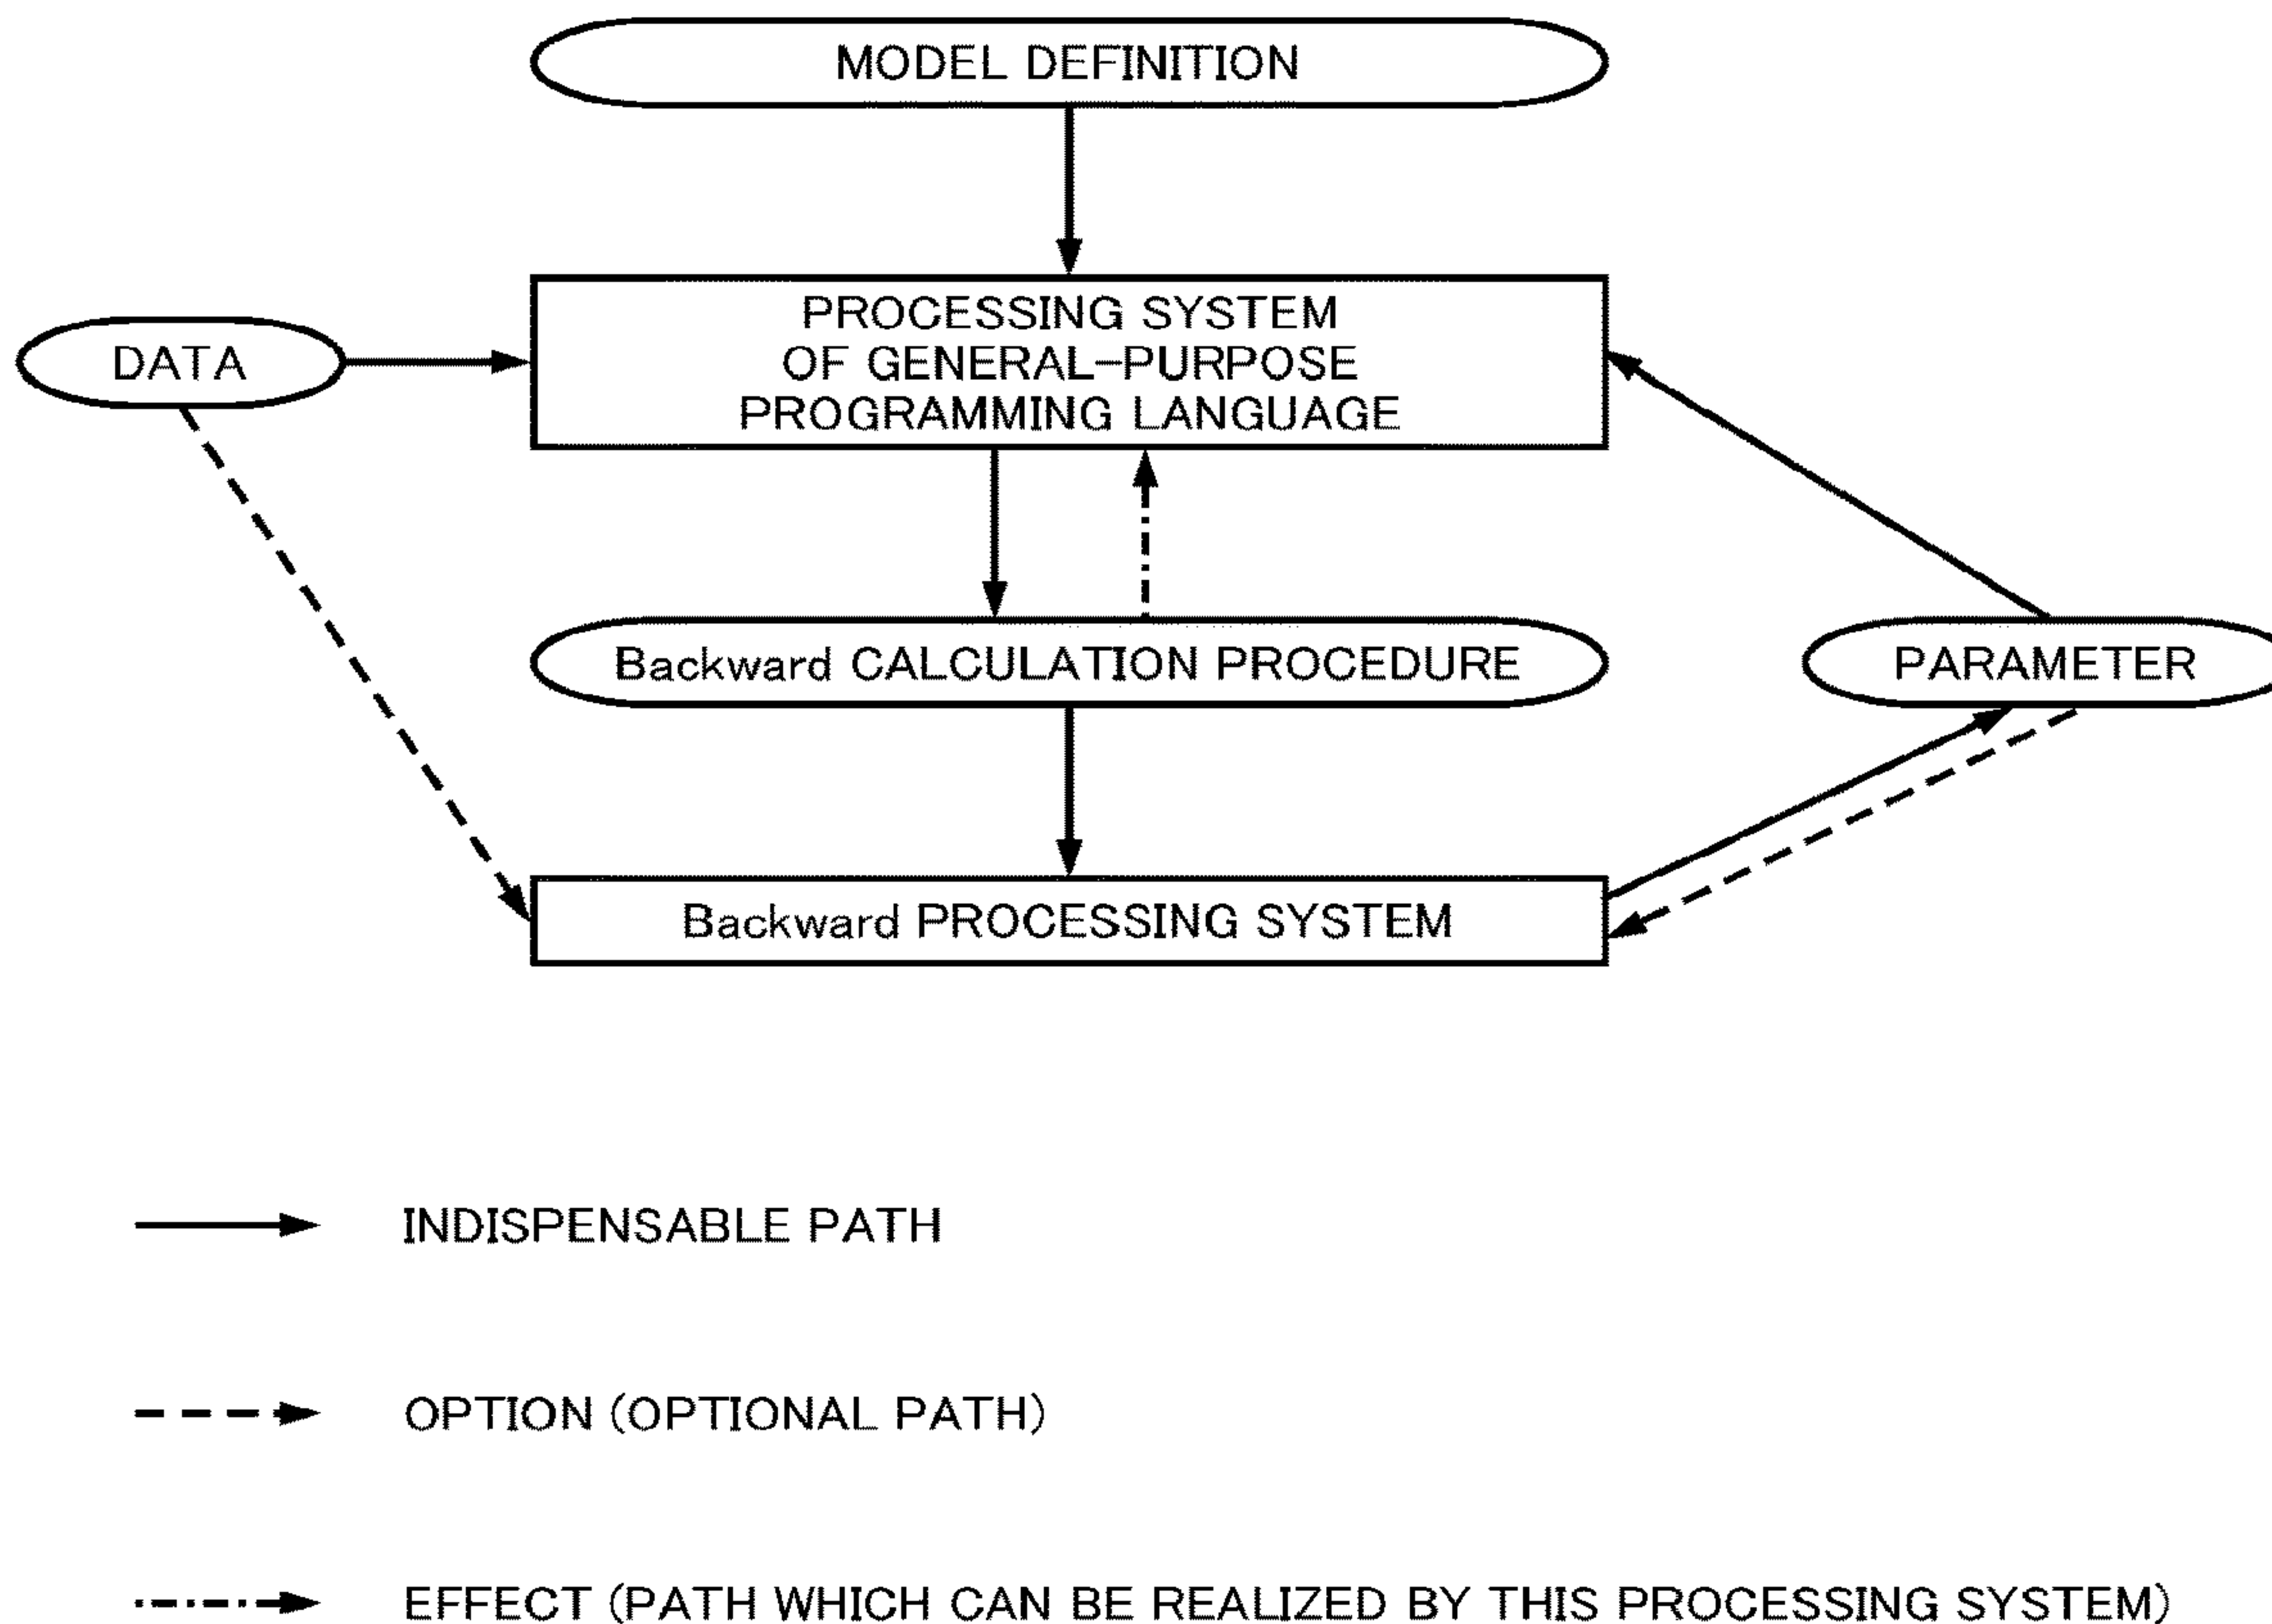 MODEL DEFINITION
PROCESSING SYSTEM
OF GENERAL-PURPOSE
PROGRAMMING LANGUAGE
DATA
Backward CALCULATION PROCEDURE
PARAMETER
Backward PROCESSING SYSTEM
INDISPENSABLE PATH
OPTION (OPTIONAL PATH)
EFFECT (PATH WHICH CAN BE REALIZED BY THIS PROCESSING SYSTEM)